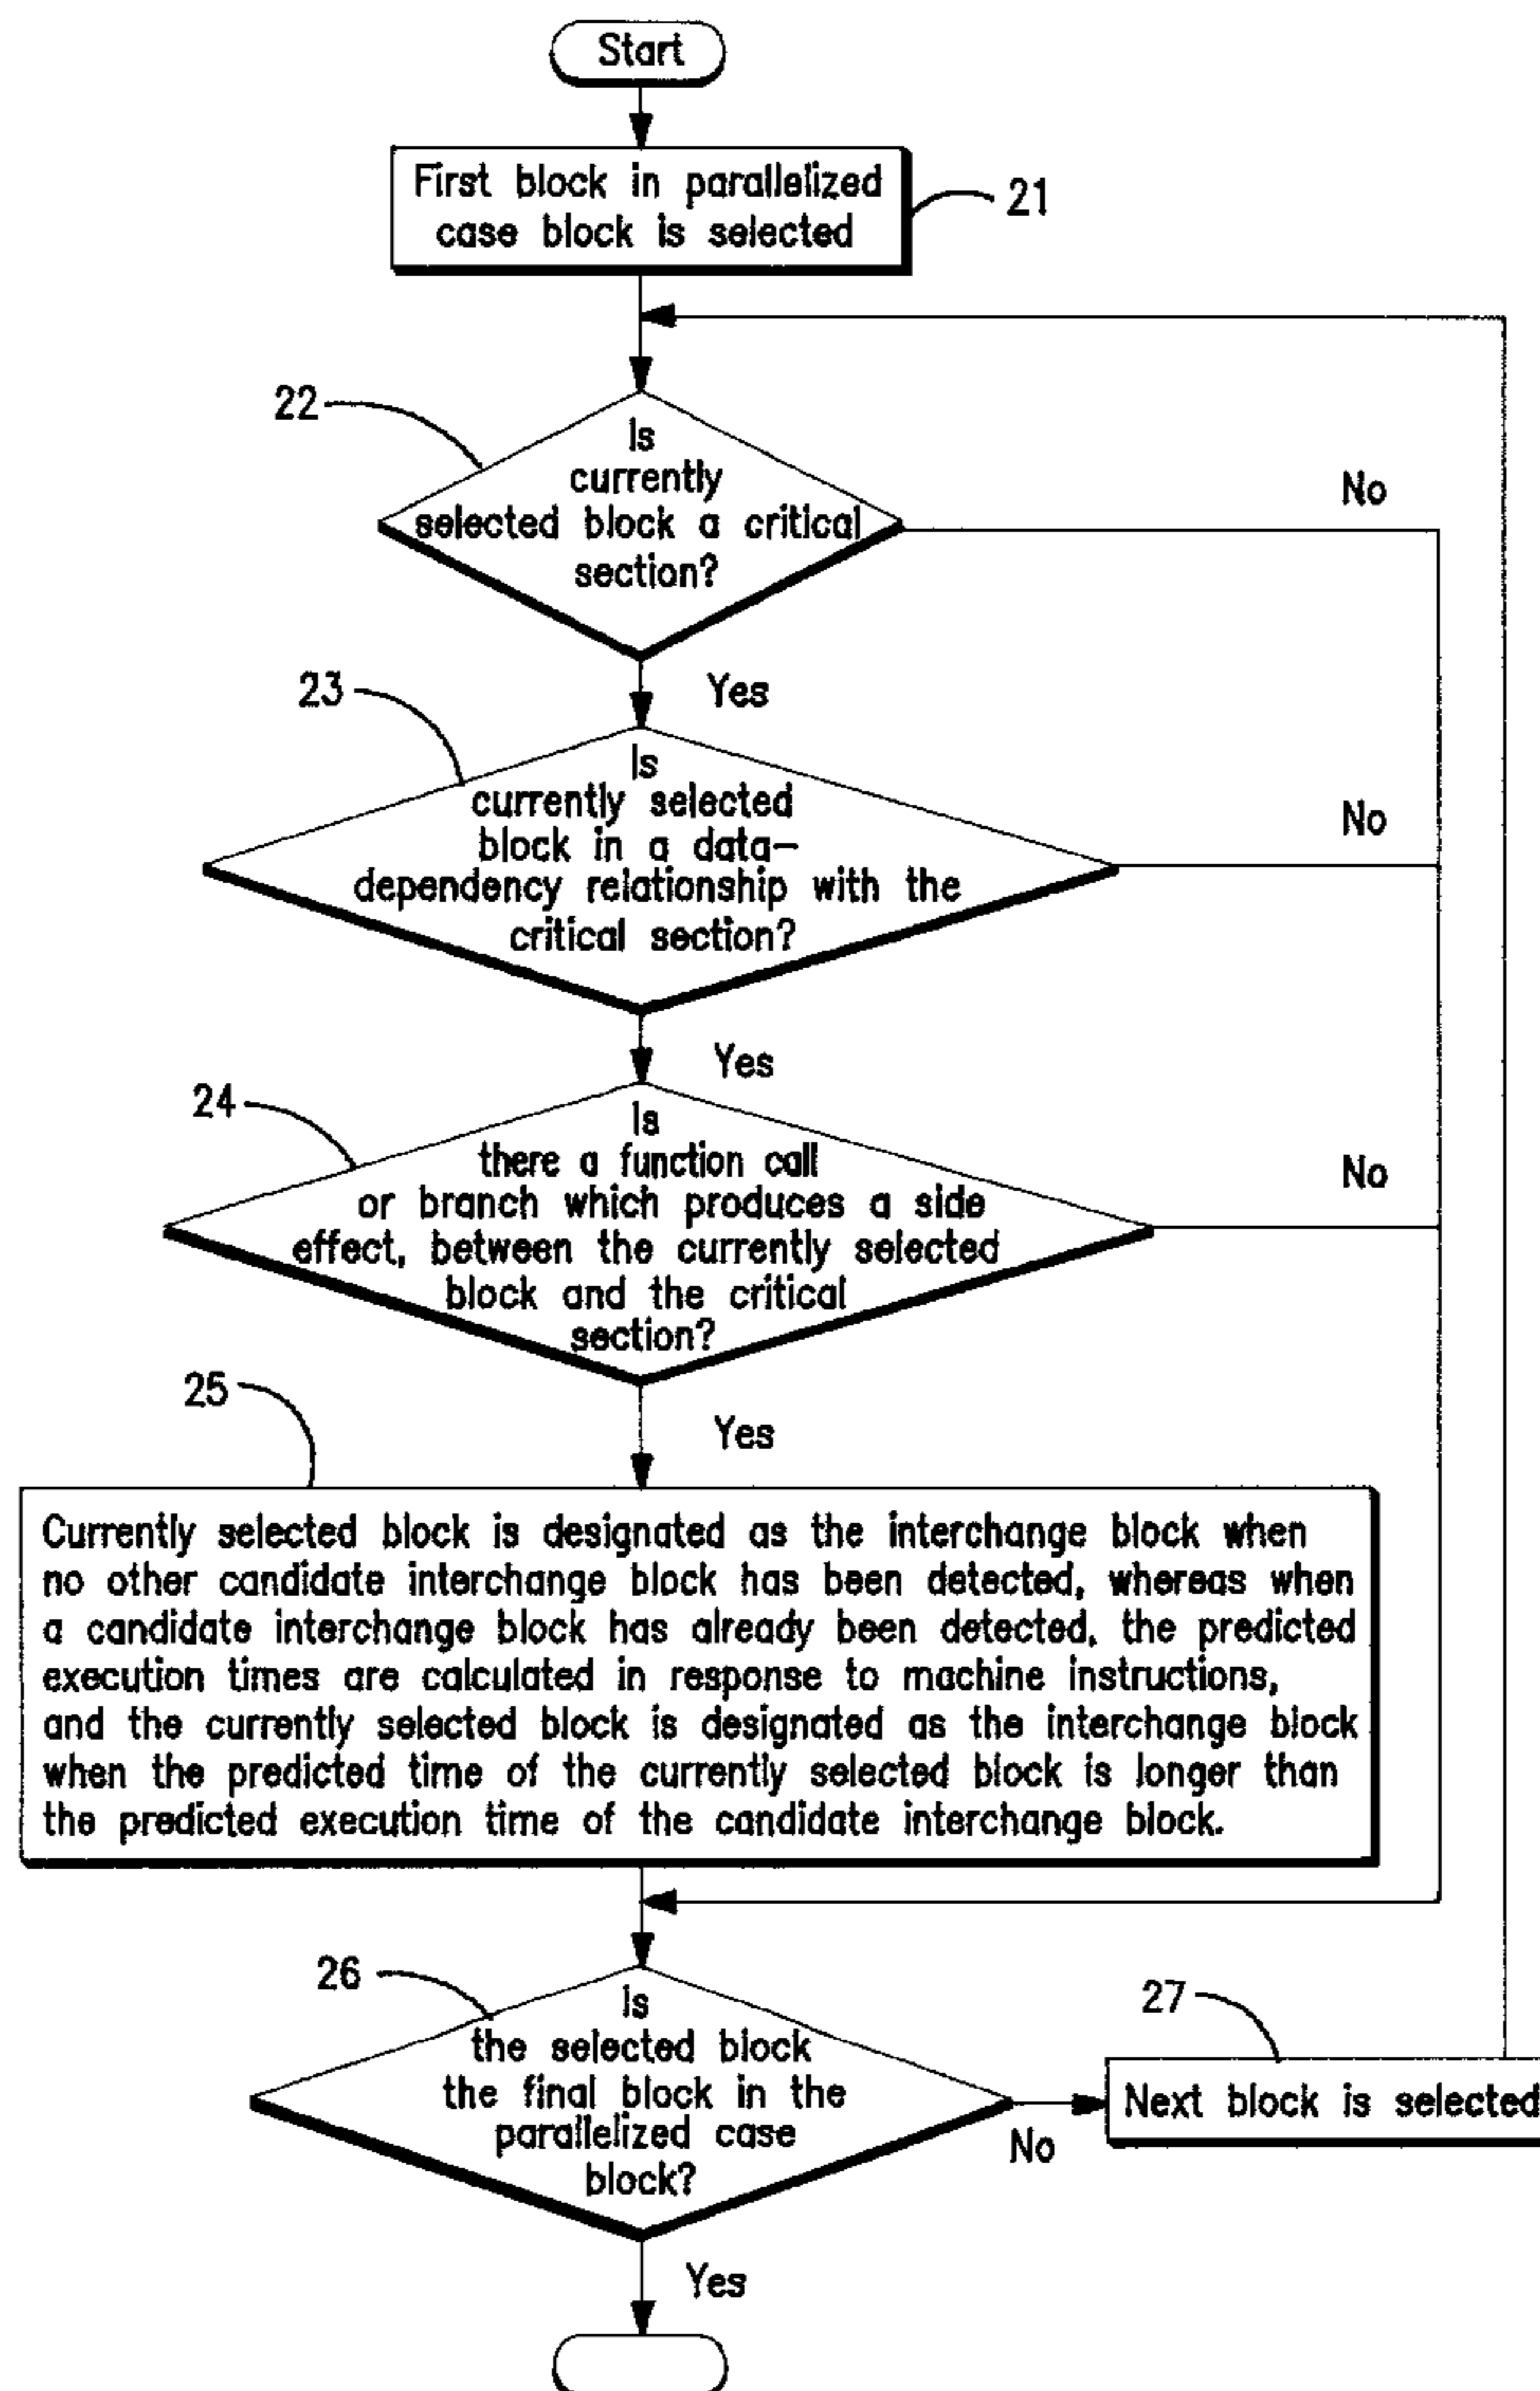 Start
First block in parallelized
case block is selected
21
22
Is
currently
selected block a critical
section?
No
Yes
23
Is
currently selected
block in a data-
dependency relationship with the
critical section?
No
Yes
24
Is
there a function call
or branch which produces a side
effect, between the currently selected
block and the critical
section?
No
Yes
25
Currently selected block is designated as the interchange block when
no other candidate interchange block has been detected, whereas when
a candidate interchange block has already been detected, the predicted
execution times are calculated in response to machine instructions,
and the currently selected block is designated as the interchange block
when the predicted time of the currently selected block is longer than
the predicted execution time of the candidate interchange block.
26
Is
the selected block
the final block in the
parallelized case
block?
No
27
Next block is selected
Yes